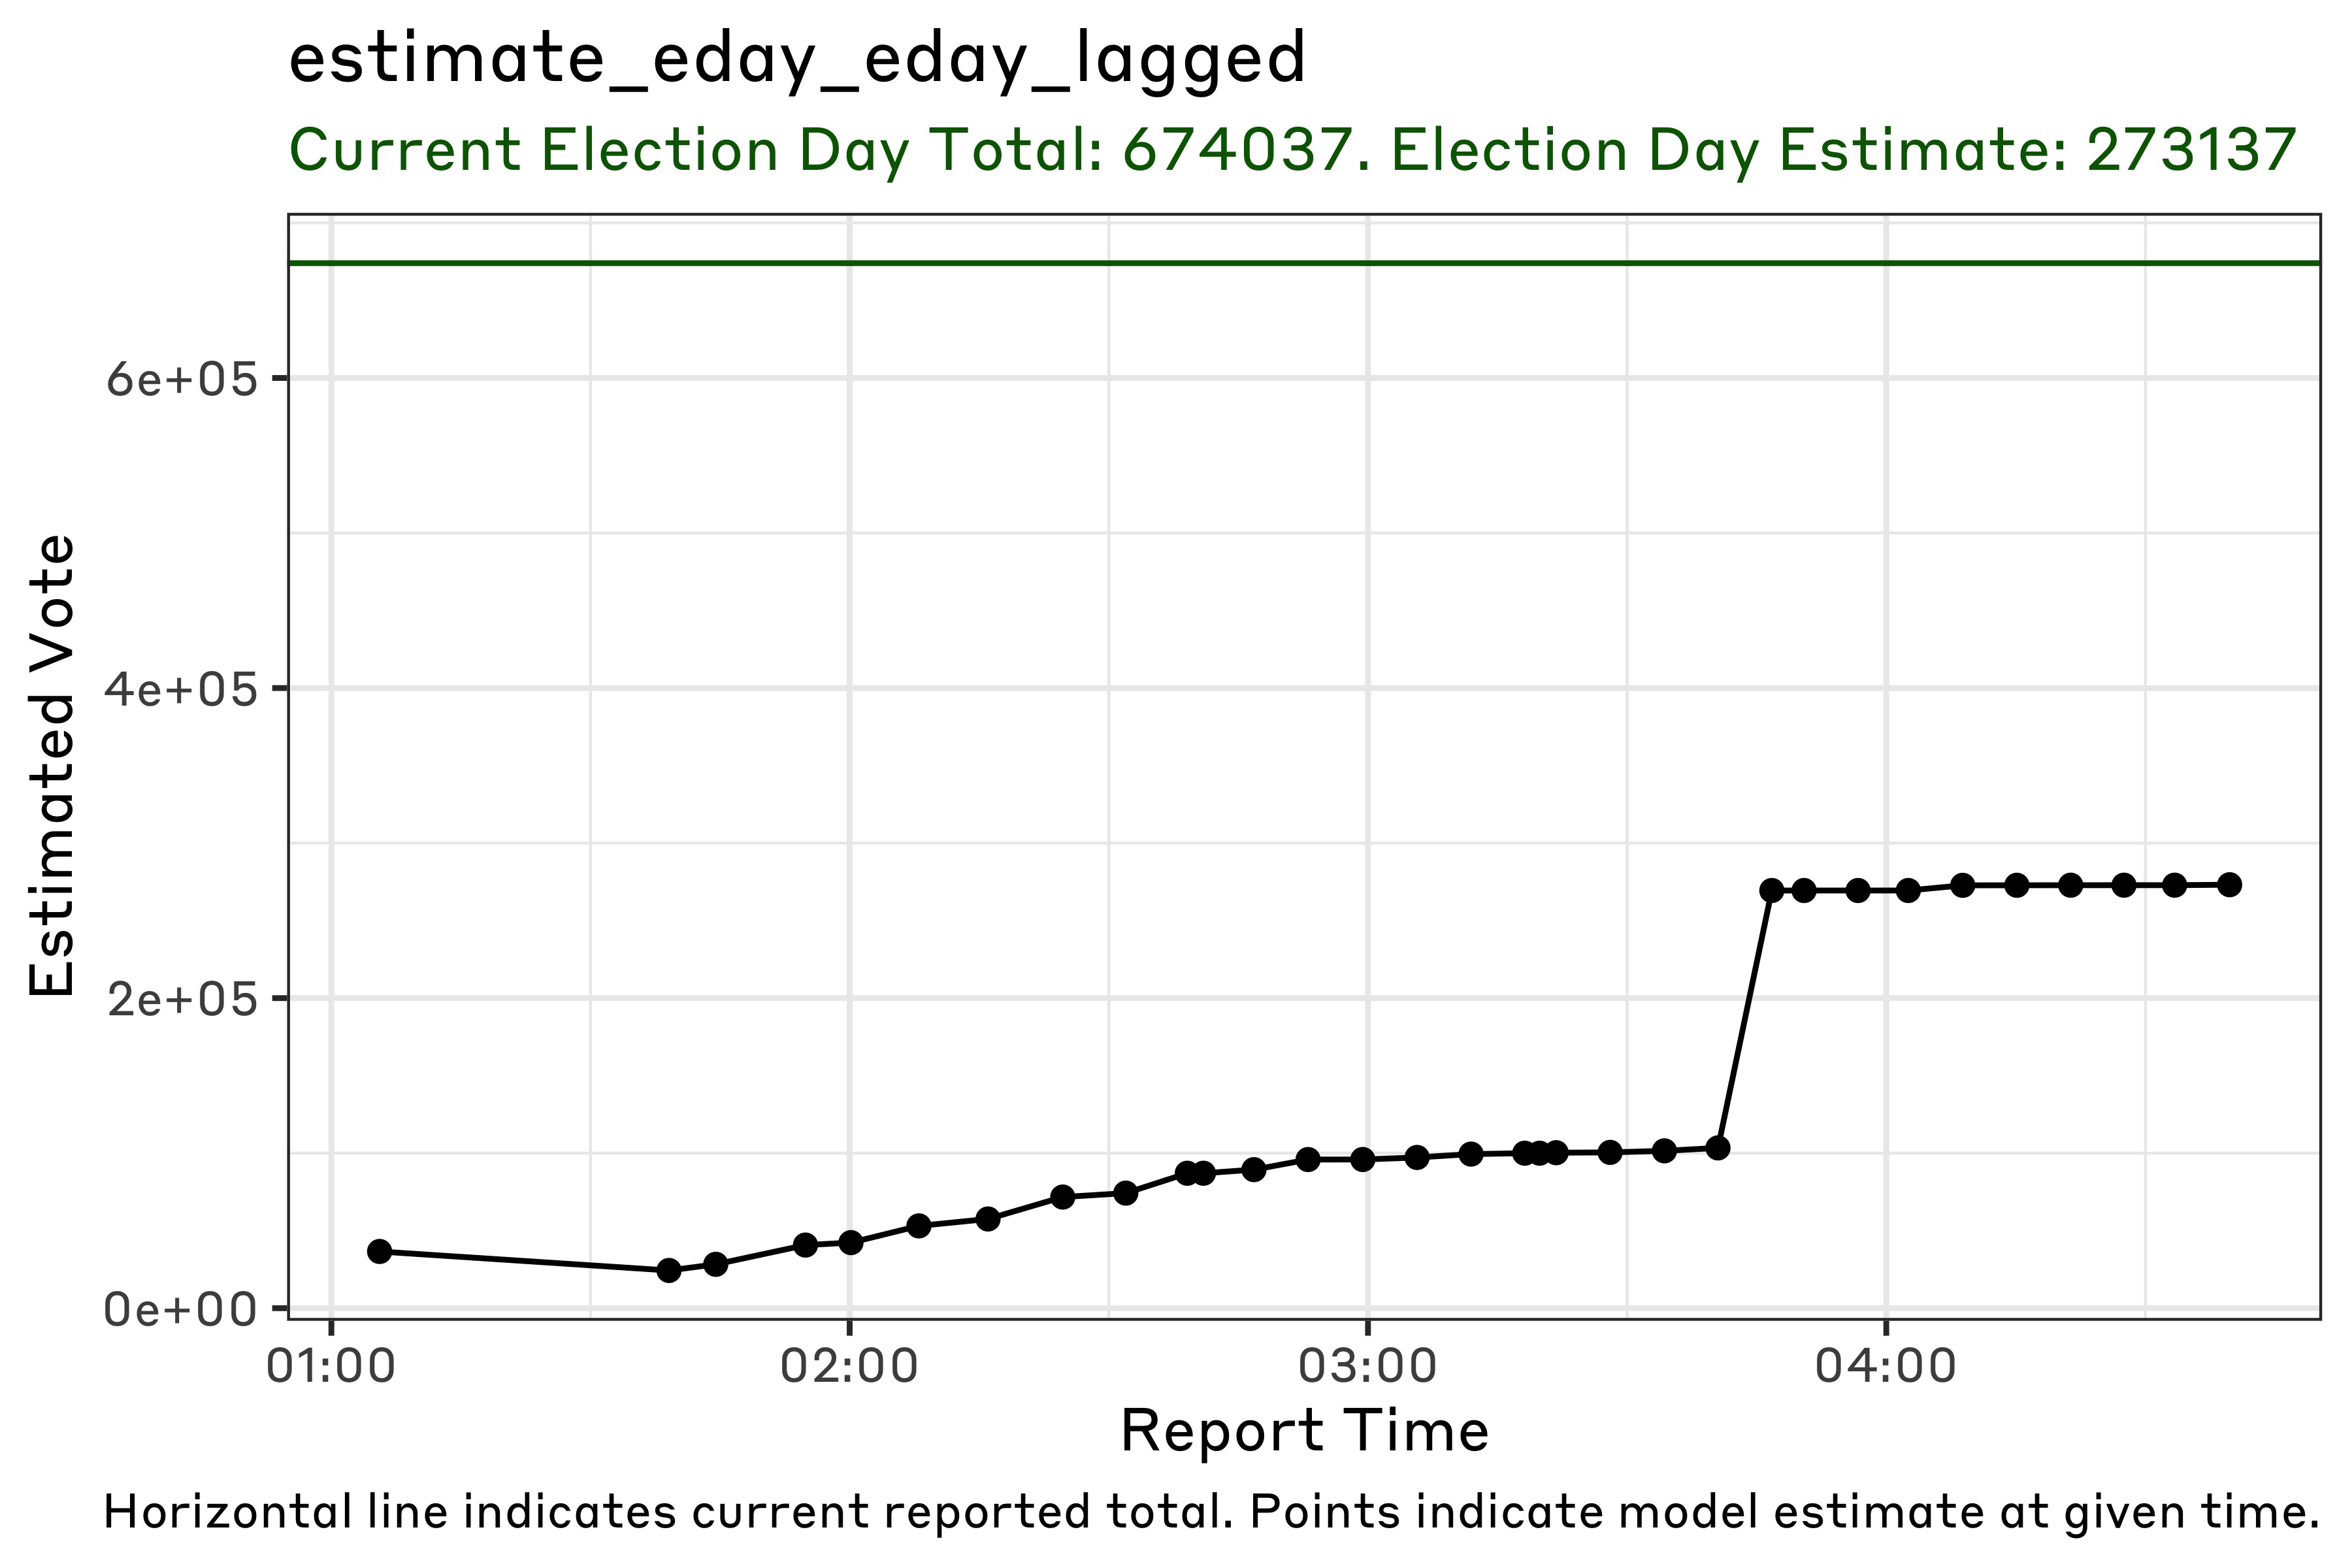 estimate_eday_eday_lagged
Current Election Day Total: 674037. Election Day Estimate: 273137
Estimated Vote
6e+05
4e+05
2e+05
0e+00
01:00 02:00 03:00 04:00
Report Time
Horizontal line indicates current reported total. Points indicate model estimate at given time.